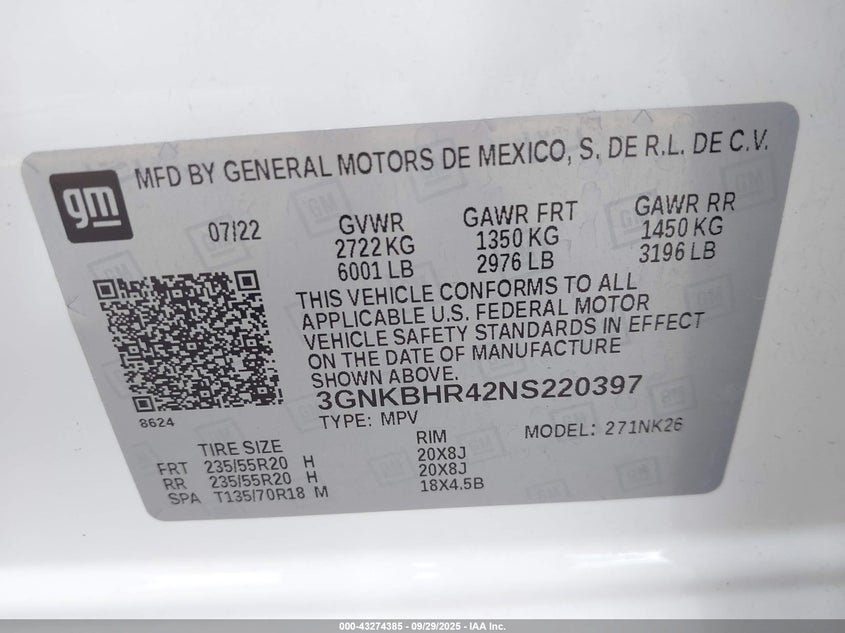 gm
MFD BY GENERAL MOTORS DE MEXICO, S. DE R.L. DE C.V.
07/22
GVWR
2722 KG
6001 LB
GAWR FRT
1350 KG
2976 LB
GAWR RR
1450 KG
3196 LB
THIS VEHICLE CONFORMS TO ALL
APPLICABLE U.S. FEDERAL MOTOR
VEHICLE SAFETY STANDARDS IN EFFECT
ON THE DATE OF MANUFACTURE
SHOWN ABOVE.
3GNKBHR42NS220397
8624
TYPE: MPV
MODEL: 271NK26
TIRE SIZE RIM
FRT 235/55R20 H 20X8J
RR 235/55R20 H 20X8J
SPA T135/70R18 M 18X4.5B
000-43274385 - 09/29/2025 - IAA Inc.